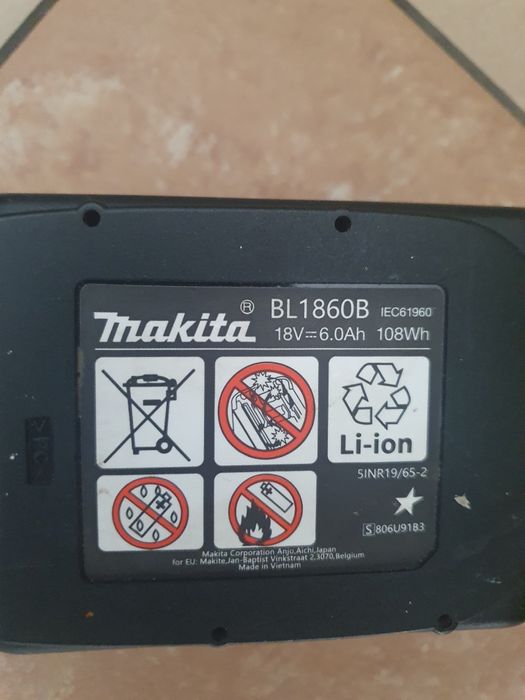 makita® BL1860B IEC61960
18V⎓6.0Ah 108Wh
Li-ion
5INR19/65-2
S 806U91B3
Makita Corporation Anjo,Aichi,Japan
for EU: Makite,Jan-Baptist Vinkstraat 2,3070,Belgium
Made in Vietnam